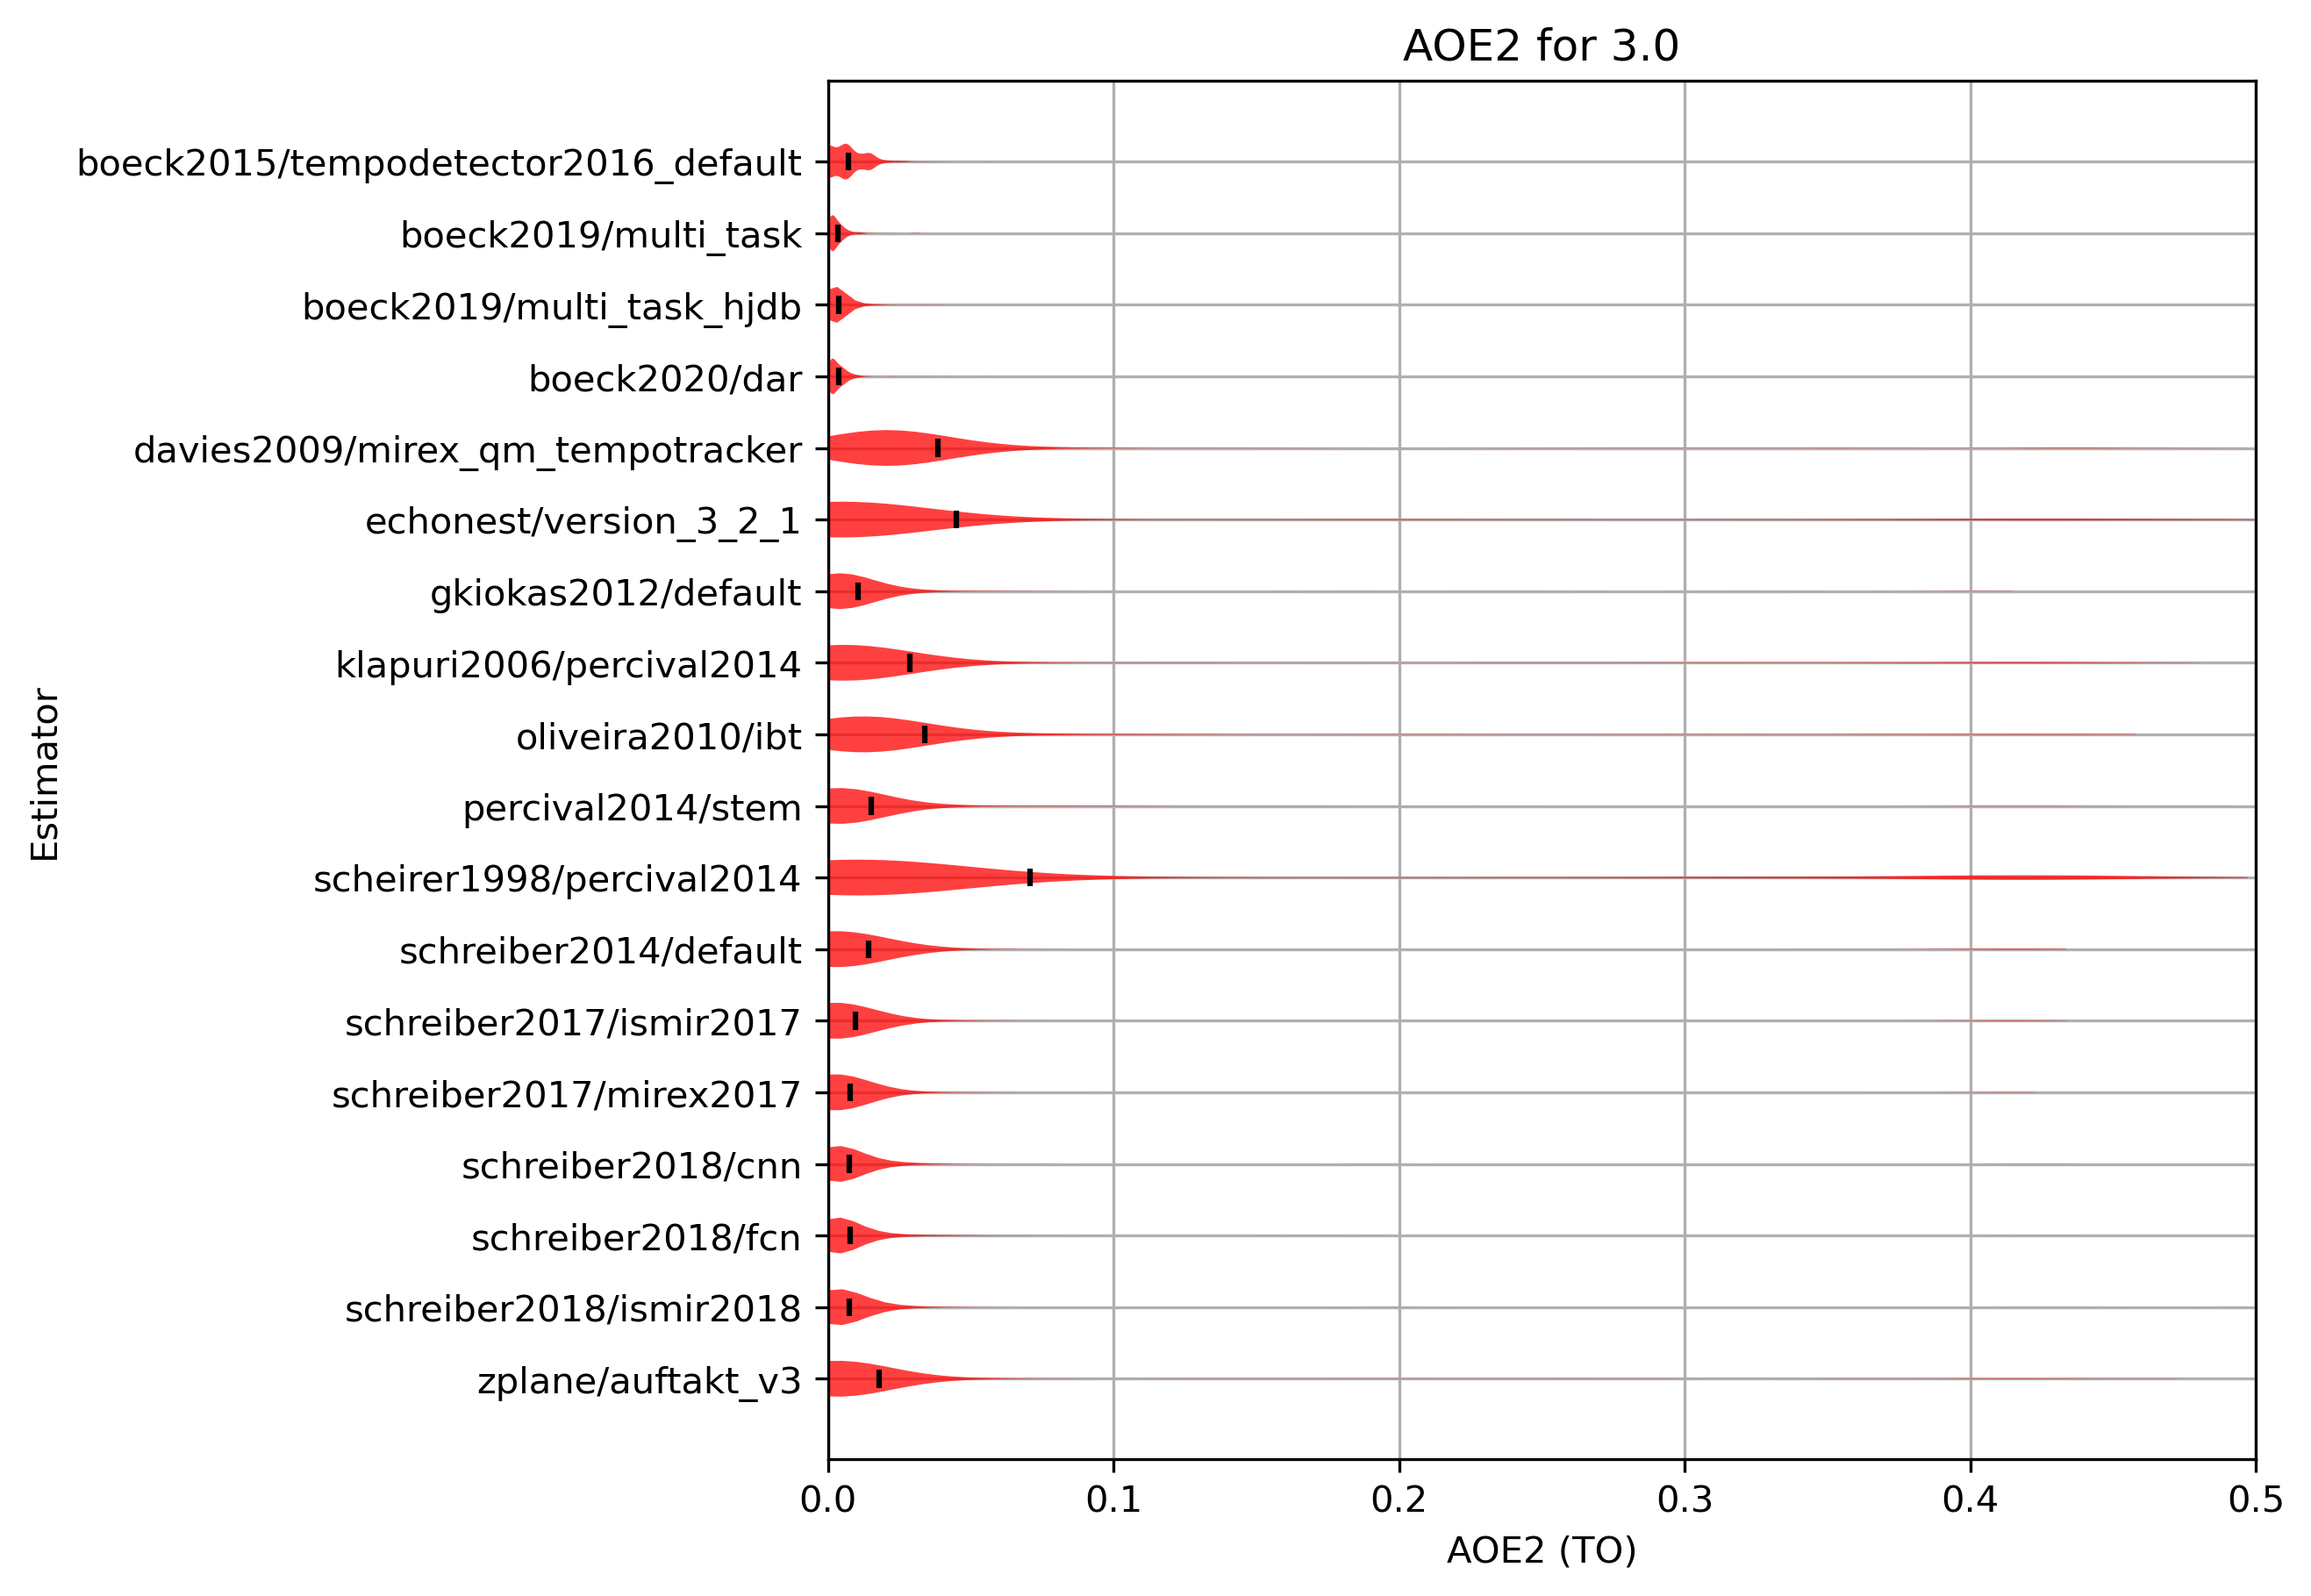 AOE2 for 3.0
boeck2015/tempodetector2016_default
boeck2019/multi_task
boeck2019/multi_task_hjdb
boeck2020/dar
davies2009/mirex_qm_tempotracker
echonest/version_3_2_1
gkiokas2012/default
klapuri2006/percival2014
oliveira2010/ibt
percival2014/stem
scheirer1998/percival2014
schreiber2014/default
schreiber2017/ismir2017
schreiber2017/mirex2017
schreiber2018/cnn
schreiber2018/fcn
schreiber2018/ismir2018
zplane/auftakt_v3
Estimator
0.0 0.1 0.2 0.3 0.4 0.5
AOE2 (TO)